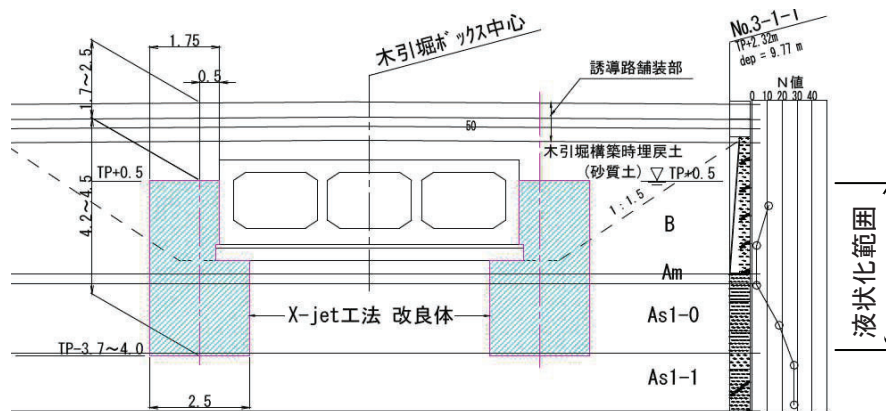 1.75
0.5
1.7~2.5
4.2~4.5
木引堀ボックス中心
No.3-1-1
TP+2.32m
dep = 9.77 m
N値
0 10 20 30 40
誘導路舗装部
50
木引堀構築時埋戻土
(砂質土)
TP+0.5
TP+0.5
1:1.5
B
Am
X-jet工法 改良体
As1-0
TP-3.7~4.0
As1-1
2.5
液状化範囲